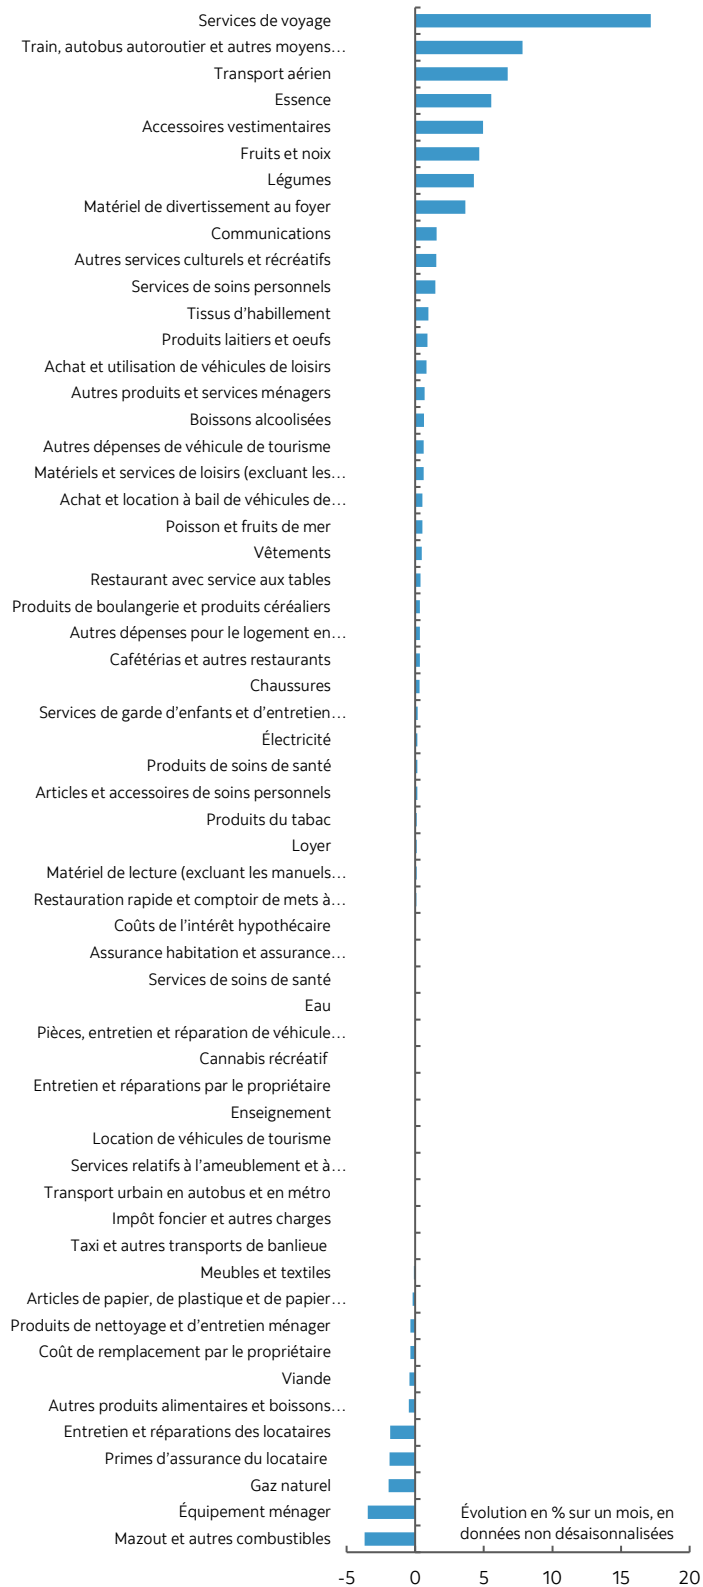 Services de voyage
Train, autobus autoroutier et autres moyens…
Transport aérien
Essence
Accessoires vestimentaires
Fruits et noix
Légumes
Matériel de divertissement au foyer
Communications
Autres services culturels et récréatifs
Services de soins personnels
Tissus d'habillement
Produits laitiers et oeufs
Achat et utilisation de véhicules de loisirs
Autres produits et services ménagers
Boissons alcoolisées
Autres dépenses de véhicule de tourisme
Matériels et services de loisirs (excluant les…
Achat et location à bail de véhicules de…
Poisson et fruits de mer
Vêtements
Restaurant avec service aux tables
Produits de boulangerie et produits céréaliers
Autres dépenses pour le logement en…
Cafétérias et autres restaurants
Chaussures
Services de garde d'enfants et d'entretien…
Électricité
Produits de soins de santé
Articles et accessoires de soins personnels
Produits du tabac
Loyer
Matériel de lecture (excluant les manuels…
Restauration rapide et comptoir de mets à…
Coûts de l'intérêt hypothécaire
Assurance habitation et assurance…
Services de soins de santé
Eau
Pièces, entretien et réparation de véhicule…
Cannabis récréatif
Entretien et réparations par le propriétaire
Enseignement
Location de véhicules de tourisme
Services relatifs à l'ameublement et à…
Transport urbain en autobus et en métro
Impôt foncier et autres charges
Taxi et autres transports de banlieue
Meubles et textiles
Articles de papier, de plastique et de papier…
Produits de nettoyage et d'entretien ménager
Coût de remplacement par le propriétaire
Viande
Autres produits alimentaires et boissons…
Entretien et réparations des locataires
Primes d'assurance du locataire
Gaz naturel
Équipement ménager
Mazout et autres combustibles
Évolution en % sur un mois, en
données non désaisonnalisées
-5 0 5 10 15 20